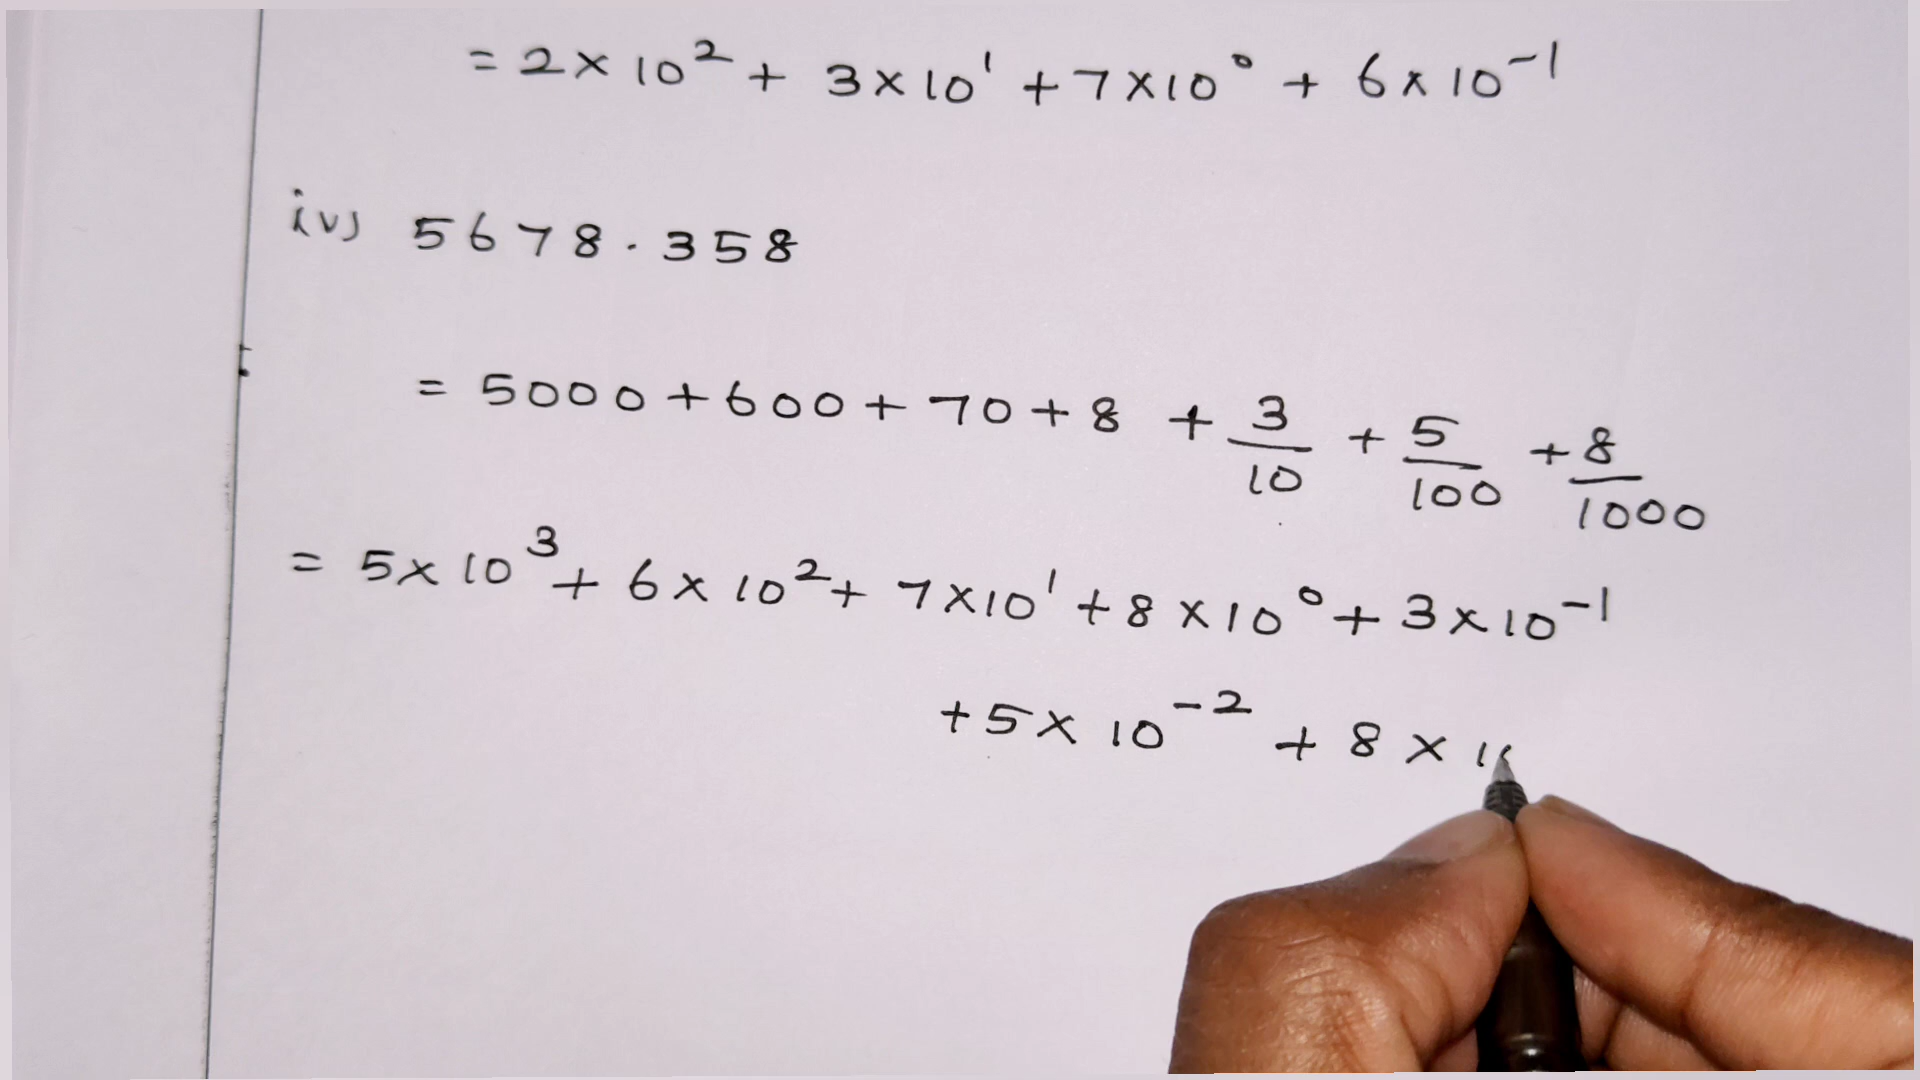 = 2 × 10² + 3 × 10¹ + 7 × 10⁰ + 6 × 10⁻¹
iv) 5678.358
= 5000 + 600 + 70 + 8 + 3/10 + 5/100 + 8/1000
= 5 × 10³ + 6 × 10² + 7 × 10¹ + 8 × 10⁰ + 3 × 10⁻¹
+ 5 × 10⁻² + 8 × 1